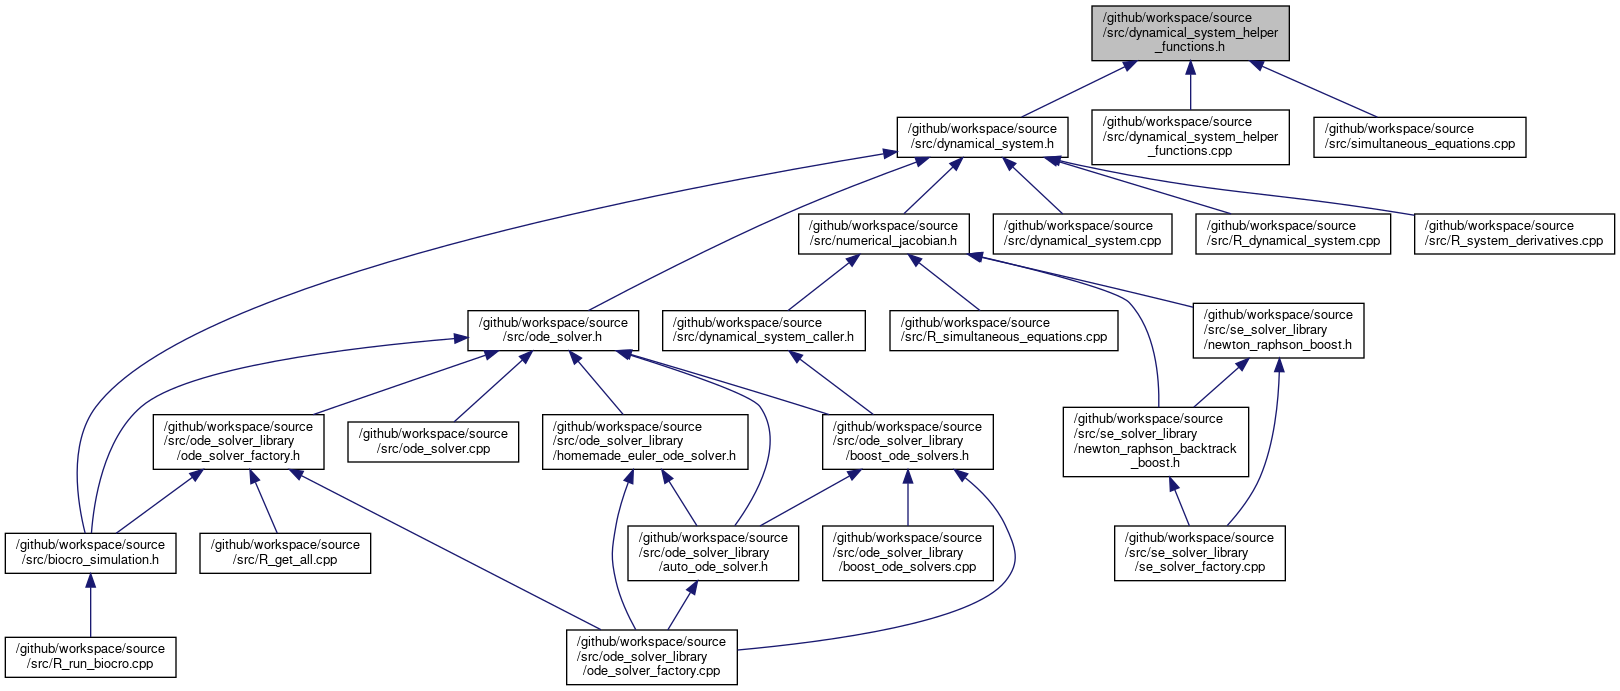 /github/workspace/source
/src/dynamical_system_helper
_functions.h
/github/workspace/source
/src/dynamical_system.h
/github/workspace/source
/src/dynamical_system_helper
_functions.cpp
/github/workspace/source
/src/simultaneous_equations.cpp
/github/workspace/source
/src/numerical_jacobian.h
/github/workspace/source
/src/dynamical_system.cpp
/github/workspace/source
/src/R_dynamical_system.cpp
/github/workspace/source
/src/R_system_derivatives.cpp
/github/workspace/source
/src/ode_solver.h
/github/workspace/source
/src/dynamical_system_caller.h
/github/workspace/source
/src/R_simultaneous_equations.cpp
/github/workspace/source
/src/se_solver_library
/newton_raphson_boost.h
/github/workspace/source
/src/ode_solver_library
/ode_solver_factory.h
/github/workspace/source
/src/ode_solver.cpp
/github/workspace/source
/src/ode_solver_library
/homemade_euler_ode_solver.h
/github/workspace/source
/src/ode_solver_library
/boost_ode_solvers.h
/github/workspace/source
/src/se_solver_library
/newton_raphson_backtrack
_boost.h
/github/workspace/source
/src/biocro_simulation.h
/github/workspace/source
/src/R_get_all.cpp
/github/workspace/source
/src/ode_solver_library
/auto_ode_solver.h
/github/workspace/source
/src/ode_solver_library
/boost_ode_solvers.cpp
/github/workspace/source
/src/se_solver_library
/se_solver_factory.cpp
/github/workspace/source
/src/R_run_biocro.cpp
/github/workspace/source
/src/ode_solver_library
/ode_solver_factory.cpp